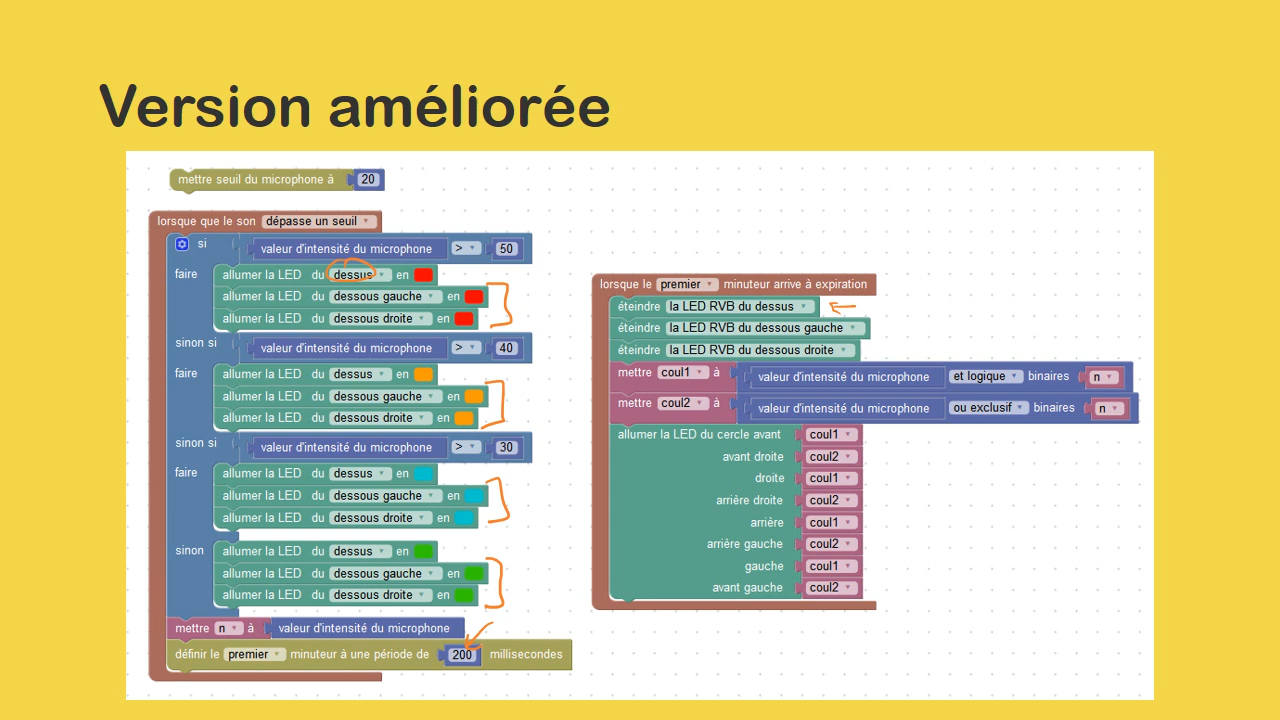 Version améliorée
mettre seuil du microphone à 20
lorsque que le son dépasse un seuil
si valeur d'intensité du microphone > 50
faire allumer la LED du dessus en
allumer la LED du dessous gauche en
allumer la LED du dessous droite en
sinon si valeur d'intensité du microphone > 40
faire allumer la LED du dessus en
allumer la LED du dessous gauche en
allumer la LED du dessous droite en
sinon si valeur d'intensité du microphone > 30
faire allumer la LED du dessus en
allumer la LED du dessous gauche en
allumer la LED du dessous droite en
sinon allumer la LED du dessus en
allumer la LED du dessous gauche en
allumer la LED du dessous droite en
mettre n à valeur d'intensité du microphone
définir le premier minuteur à une période de 200 millisecondes
lorsque le premier minuteur arrive à expiration
éteindre la LED RVB du dessus
éteindre la LED RVB du dessous gauche
éteindre la LED RVB du dessous droite
mettre coul1 à valeur d'intensité du microphone et logique binaires n
mettre coul2 à valeur d'intensité du microphone ou exclusif binaires n
allumer la LED du cercle avant coul1
avant droite coul2
droite coul1
arrière droite coul2
arrière coul1
arrière gauche coul2
gauche coul1
avant gauche coul2